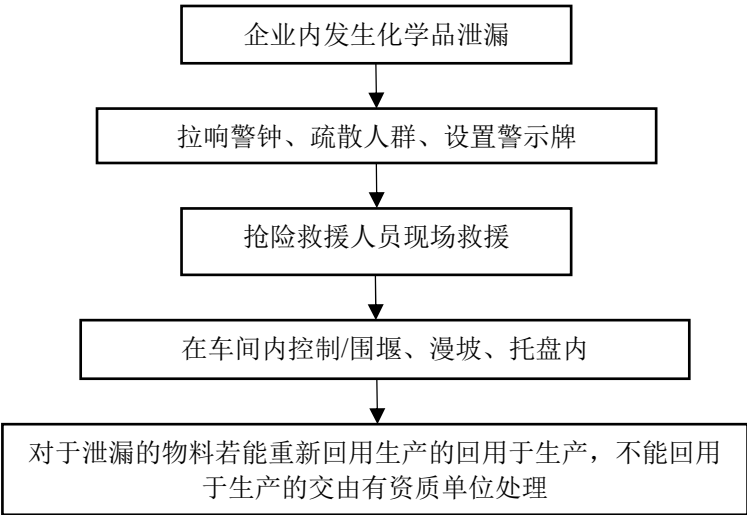 企业内发生化学品泄漏
拉响警钟、疏散人群、设置警示牌
抢险救援人员现场救援
在车间内控制/围堰、漫坡、托盘内
对于泄漏的物料若能重新回用生产的回用于生产，不能回用
于生产的交由有资质单位处理